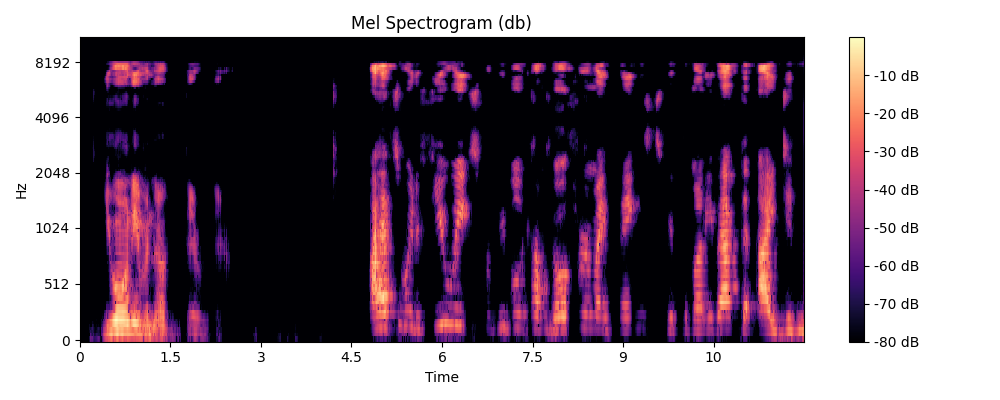 Mel Spectrogram (db)
8192
4096
2048
1024
512
0
Hz
0 1.5 3 4.5 6 7.5 9 10
Time
-10 dB
-20 dB
-30 dB
-40 dB
-50 dB
-60 dB
-70 dB
-80 dB